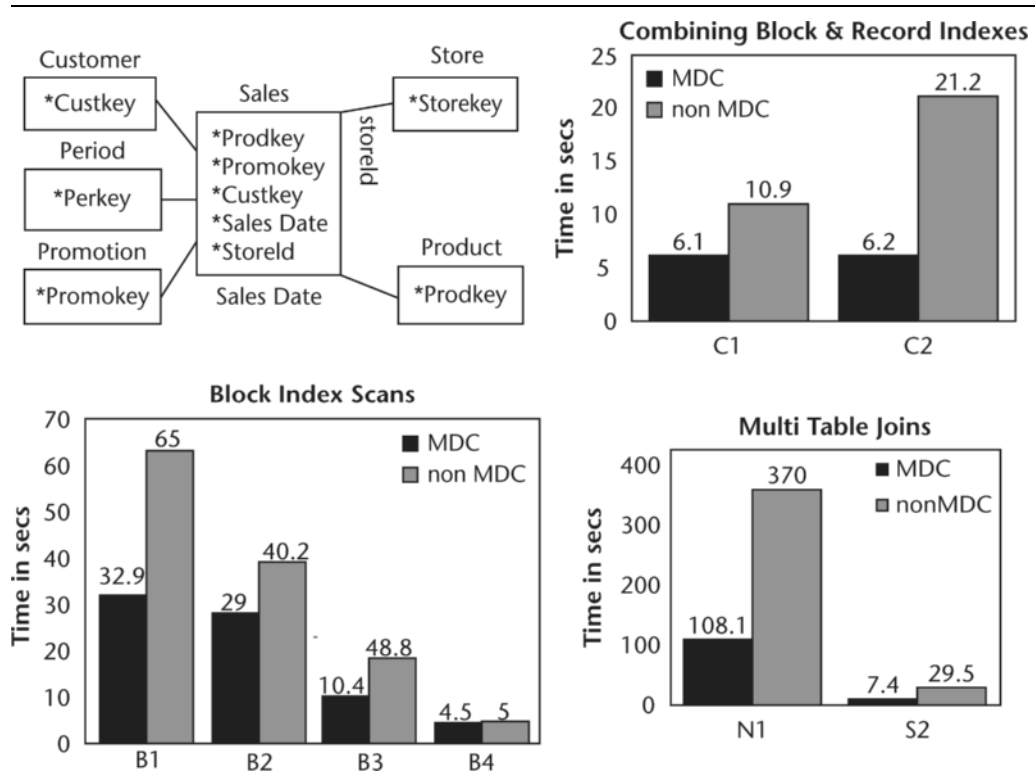 Customer
*Custkey
Period
*Perkey
Promotion
*Promokey
Sales
*Prodkey
*Promokey
*Custkey
*Sales Date
*StoreId
Sales Date
Store
*Storekey
storeId
Product
*Prodkey
Combining Block & Record Indexes
Time in secs
25
20
15
10
5
0
MDC
non MDC
6.1
10.9
6.2
21.2
C1
C2
Block Index Scans
Time in secs
70
60
50
40
30
20
10
0
MDC
non MDC
32.9
65
29
40.2
10.4
48.8
4.5
5
B1
B2
B3
B4
Multi Table Joins
Time in secs
400
300
200
100
0
MDC
nonMDC
108.1
370
7.4
29.5
N1
S2